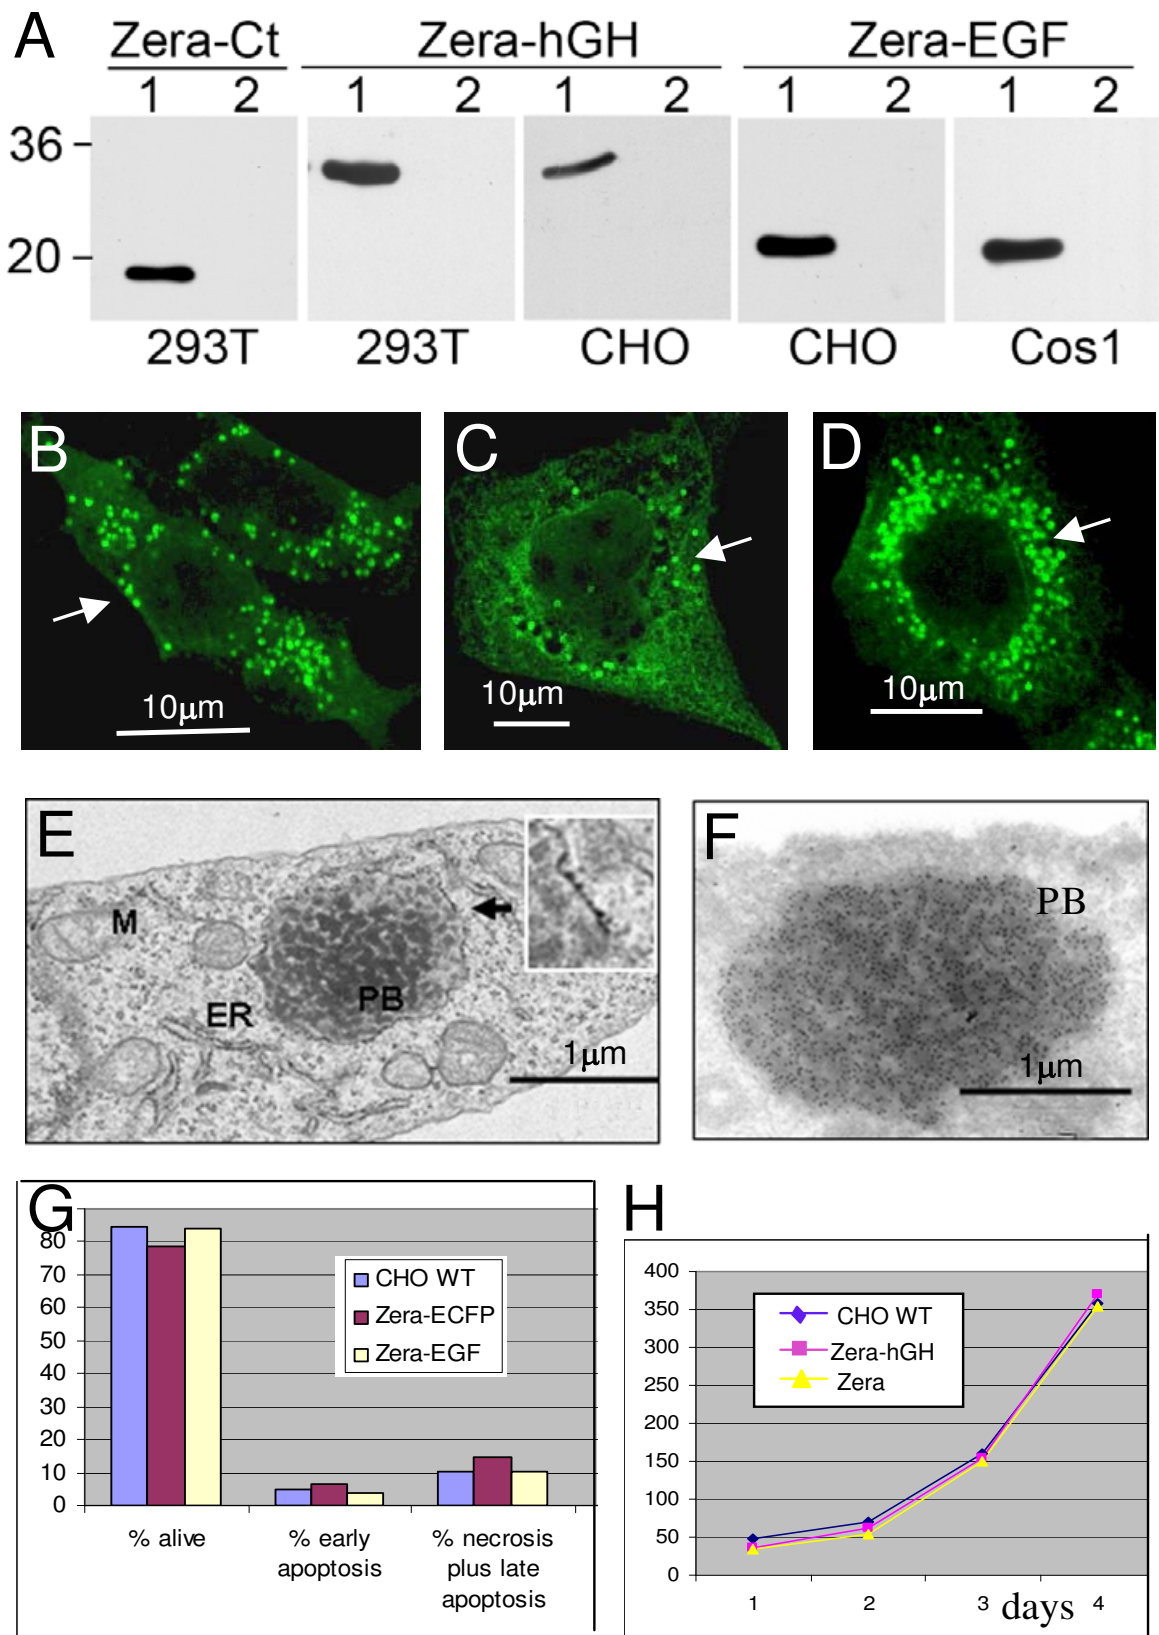 A
Zera-Ct Zera-hGH Zera-EGF
1 2 1 2 1 2 1 2 1 2
36
20
293T 293T CHO CHO Cos1
B C D
10μm 10μm 10μm
E F
M PB
ER PB
1μm 1μm
G H
80
70
60
50
40
30
20
10
0
CHO WT
Zera-ECFP
Zera-EGF
% alive
% early apoptosis
% necrosis plus late apoptosis
400
350
300
250
200
150
100
50
0
CHO WT
Zera-hGH
Zera
1 2 3 days 4